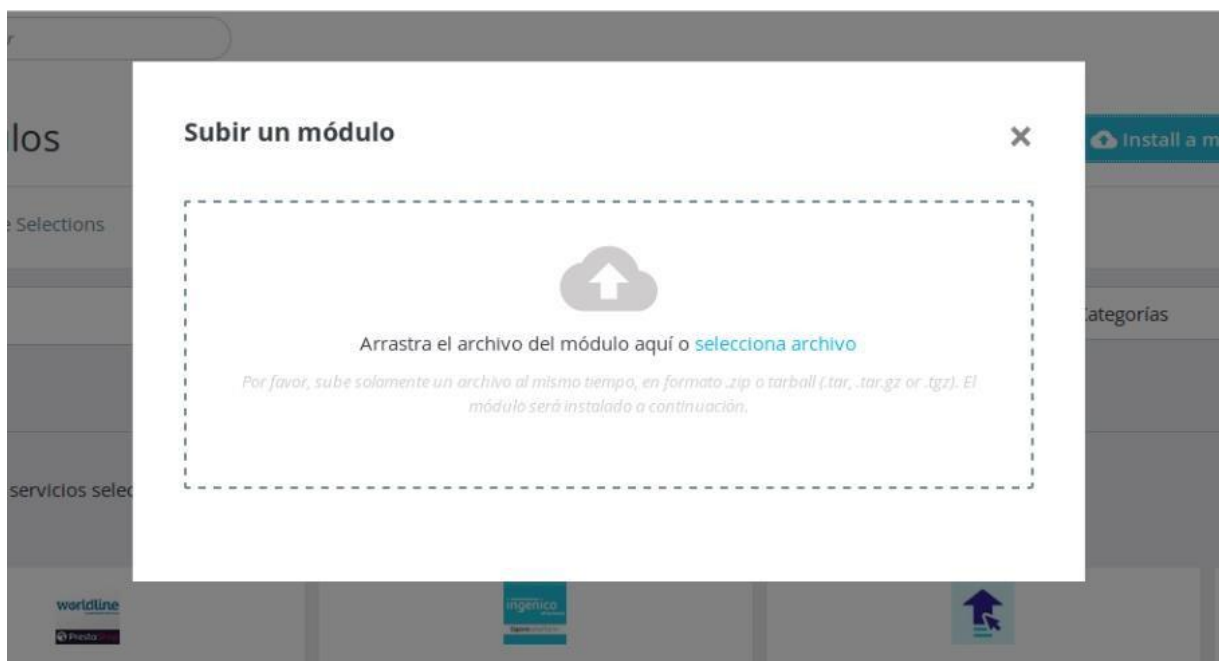 los
Subir un módulo
Install a m
e Selections
Arrastra el archivo del módulo aquí o selecciona archivo
ategorías
Por favor, sube solamente un archivo al mismo tiempo, en formato .zip o tarball (.tar, .tar.gz or .tgz). El
módulo será instalado a continuación.
servicios selec
worldline
PrestaShop
ingenico